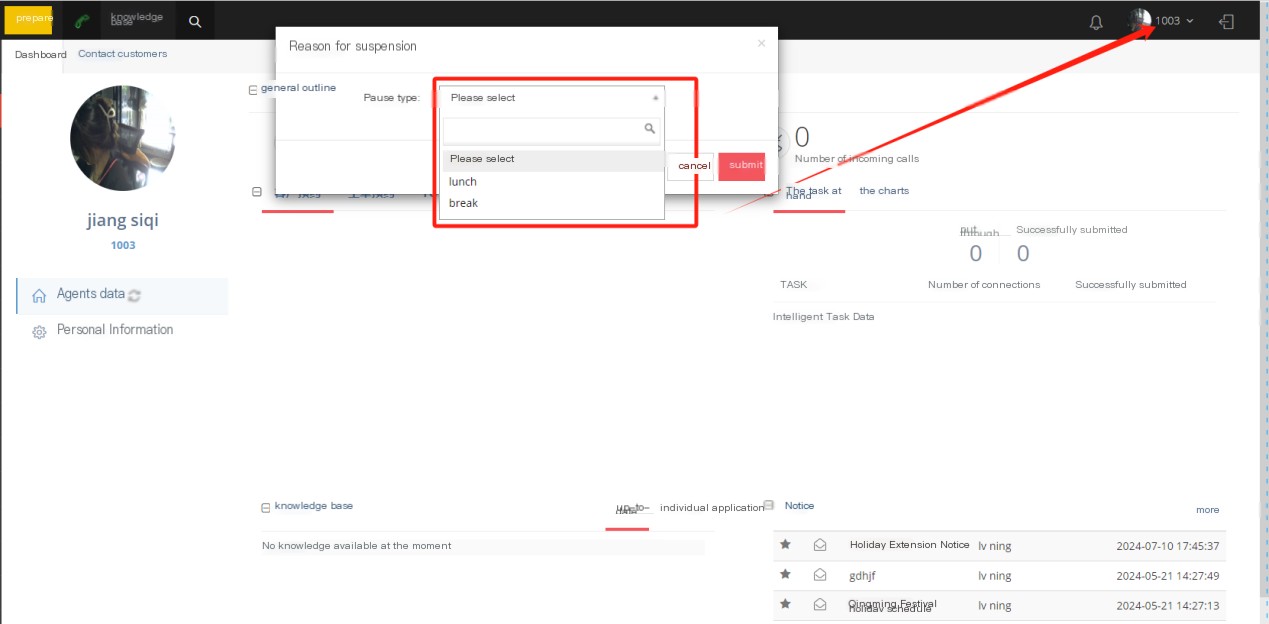 prepare
knowledge
base
1003
Dashboard
Contact customers
Reason for suspension
×
general outline
Pause type:
Please select
Please select
lunch
break
cancel
submit
0
Number of incoming calls
The task at
hand
the charts
jiang siqi
1003
Agents data
Personal Information
put
through
Successfully submitted
0
0
TASK
Number of connections
Successfully submitted
Intelligent Task Data
knowledge base
up-to-
date
individual application
No knowledge available at the moment
Notice
more
Holiday Extension Notice
lv ning
2024-07-10 17:45:37
gdhjf
lv ning
2024-05-21 14:27:49
Qingming Festival
holiday schedule
lv ning
2024-05-21 14:27:13